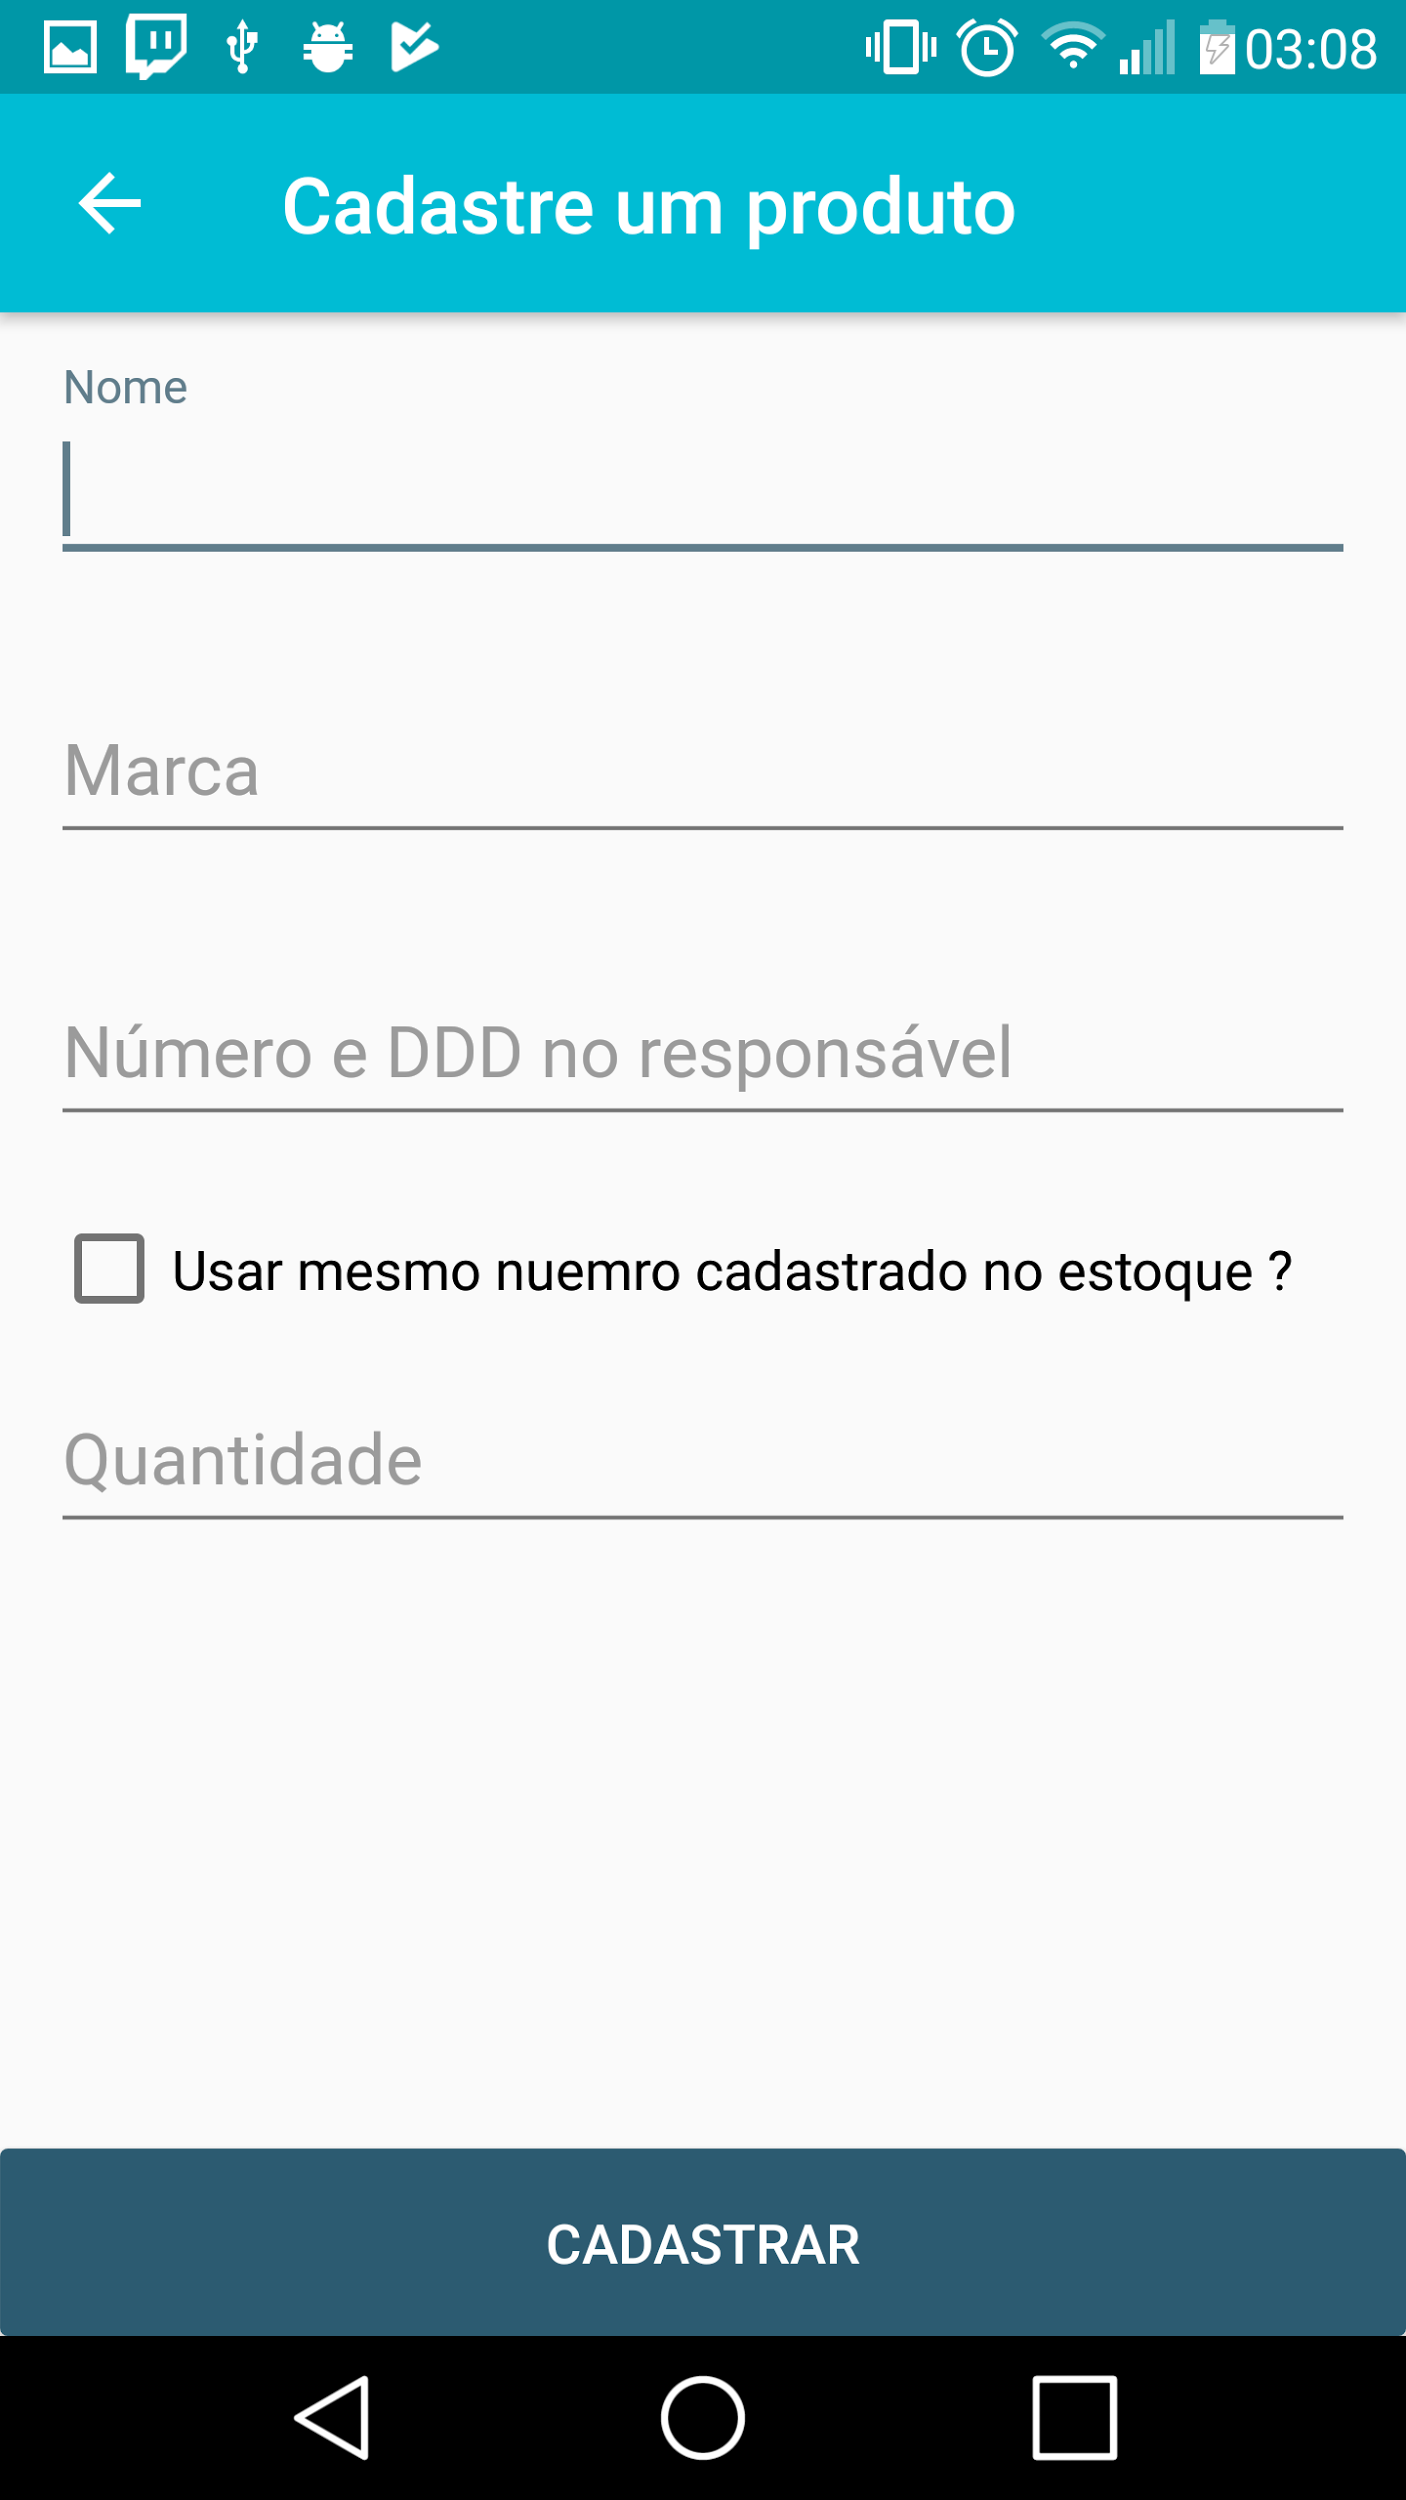 03:08
Cadastre um produto
Nome
Marca
Número e DDD no responsável
Usar mesmo nuemro cadastrado no estoque ?
Quantidade
CADASTRAR